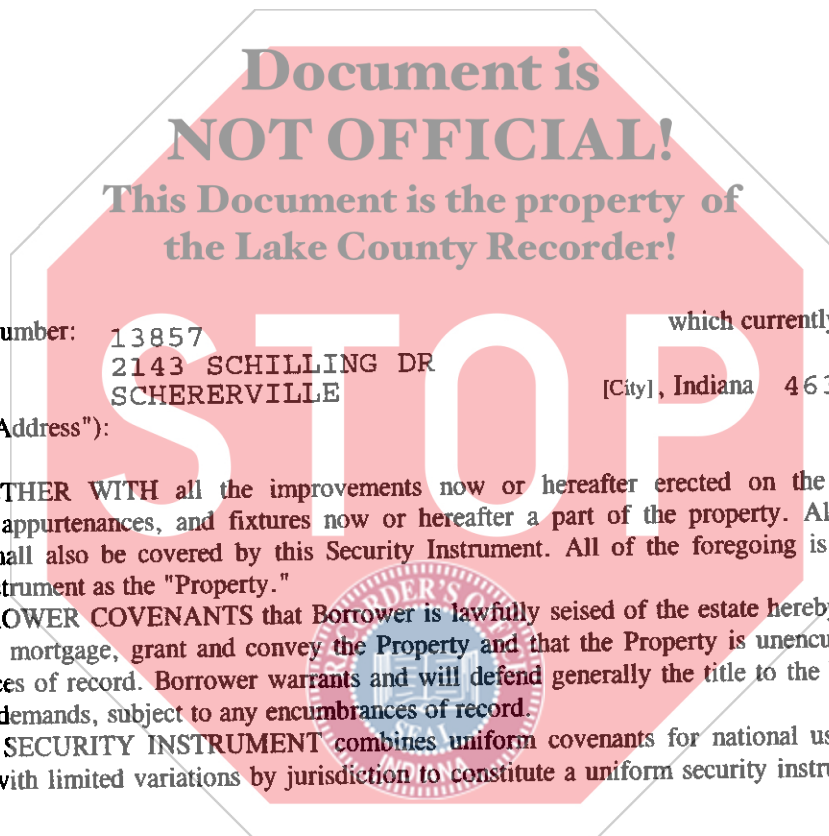 Document is
NOT OFFICIAL!
This Document is the property of
the Lake County Recorder!
STOP
umber: 13857 which currently
2143 SCHILLING DR
SCHERERVILLE [City], Indiana 463
Address"):
THER WITH all the improvements now or hereafter erected on the
appurtenances, and fixtures now or hereafter a part of the property. Al
hall also be covered by this Security Instrument. All of the foregoing is
trument as the "Property."
OWER COVENANTS that Borrower is lawfully seised of the estate hereby
mortgage, grant and convey the Property and that the Property is unencu
ces of record. Borrower warrants and will defend generally the title to the
demands, subject to any encumbrances of record.
SECURITY INSTRUMENT combines uniform covenants for national us
with limited variations by jurisdiction to constitute a uniform security instru
RECORDER'S OFFICE
SEAL
INDIANA